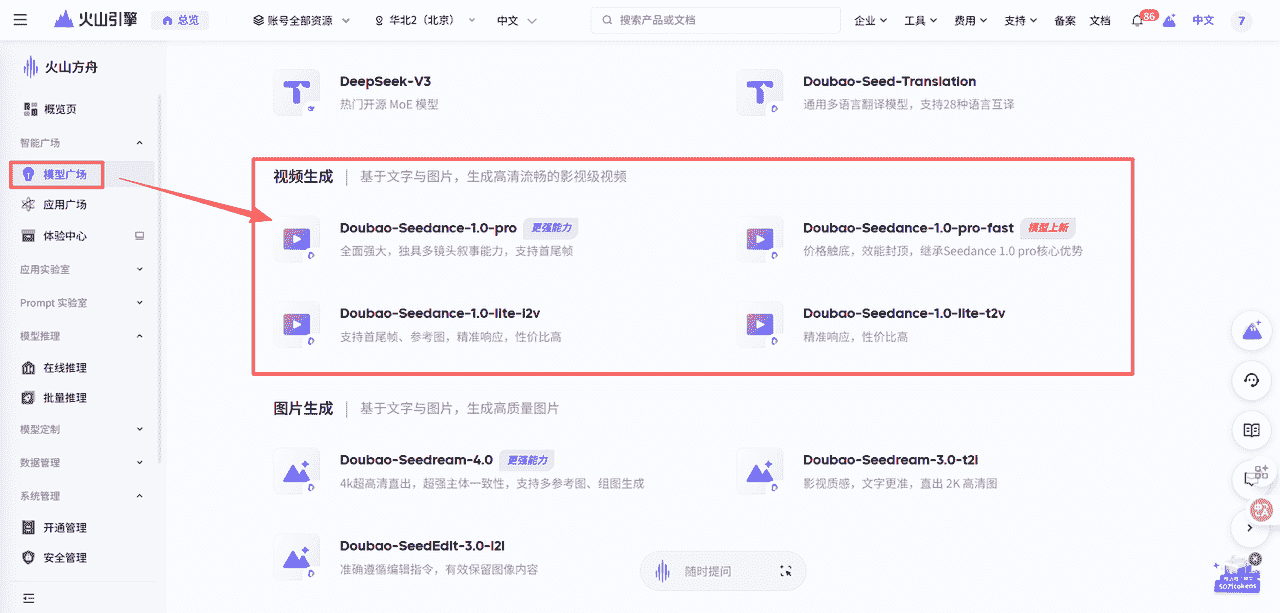 火山引擎
总览
账号全部资源
华北2（北京）
中文
搜索产品或文档
企业
工具
费用
支持
备案
文档
86
中文
7
火山方舟
概览页
智能广场
模型广场
应用广场
体验中心
应用实验室
Prompt 实验室
模型推理
在线推理
批量推理
模型定制
数据管理
系统管理
开通管理
安全管理
DeepSeek-V3
热门开源 MoE 模型
Doubao-Seed-Translation
通用多语言翻译模型，支持28种语言互译
视频生成
基于文字与图片，生成高清流畅的影视级视频
Doubao-Seedance-1.0-pro 更强能力
全面强大，独具多镜头叙事能力，支持首尾帧
Doubao-Seedance-1.0-pro-fast 模型上新
价格触底，效能封顶，继承Seedance 1.0 pro核心优势
Doubao-Seedance-1.0-lite-i2v
支持首尾帧、参考图，精准响应，性价比高
Doubao-Seedance-1.0-lite-t2v
精准响应，性价比高
图片生成
基于文字与图片，生成高质量图片
Doubao-Seedream-4.0 更强能力
4k超高清直出，超强主体一致性，支持多参考图、组图生成
Doubao-Seedream-3.0-t2i
影视质感，文字更准，直出 2K 高清图
Doubao-SeedEdit-3.0-i2i
准确遵循编辑指令，有效保留图像内容
随时提问